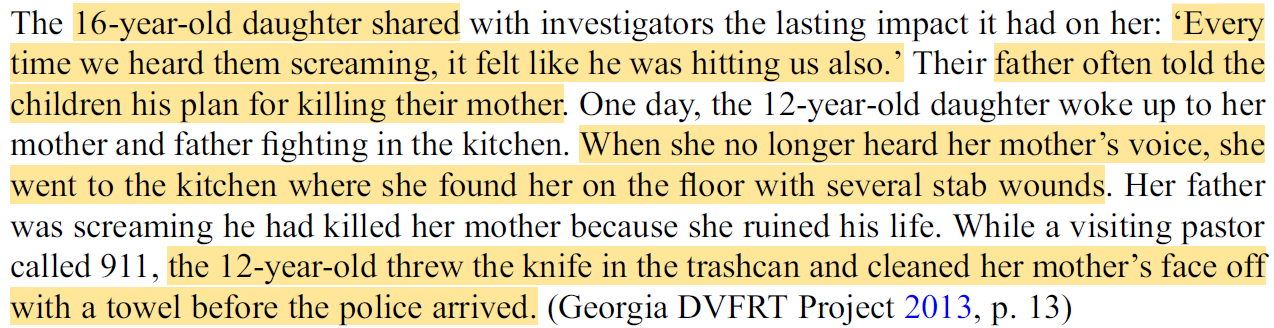 The 16-year-old daughter shared with investigators the lasting impact it had on her: ‘Every
time we heard them screaming, it felt like he was hitting us also.’ Their father often told the
children his plan for killing their mother. One day, the 12-year-old daughter woke up to her
mother and father fighting in the kitchen. When she no longer heard her mother’s voice, she
went to the kitchen where she found her on the floor with several stab wounds. Her father
was screaming he had killed her mother because she ruined his life. While a visiting pastor
called 911, the 12-year-old threw the knife in the trashcan and cleaned her mother’s face off
with a towel before the police arrived. (Georgia DVFRT Project 2013, p. 13)